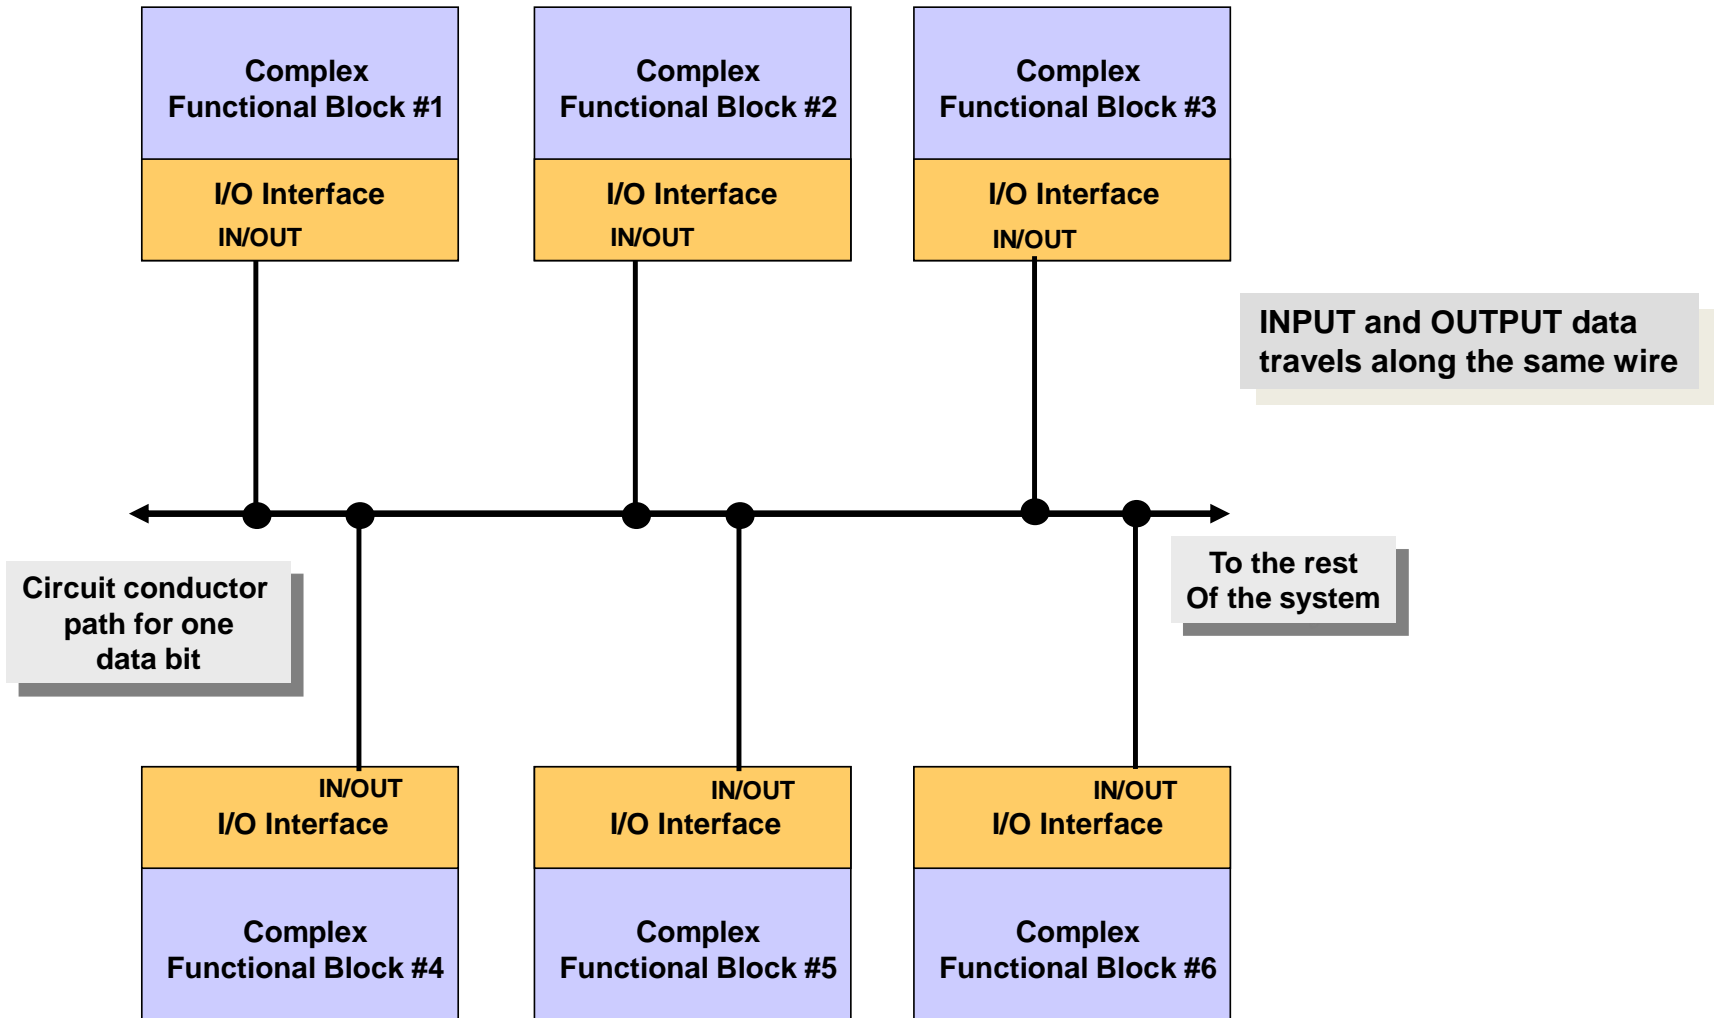 Complex
Functional Block #1
I/O Interface
IN/OUT
Complex
Functional Block #2
I/O Interface
IN/OUT
Complex
Functional Block #3
I/O Interface
IN/OUT
INPUT and OUTPUT data
travels along the same wire
Circuit conductor
path for one
data bit
To the rest
Of the system
IN/OUT
I/O Interface
Complex
Functional Block #4
IN/OUT
I/O Interface
Complex
Functional Block #5
IN/OUT
I/O Interface
Complex
Functional Block #6